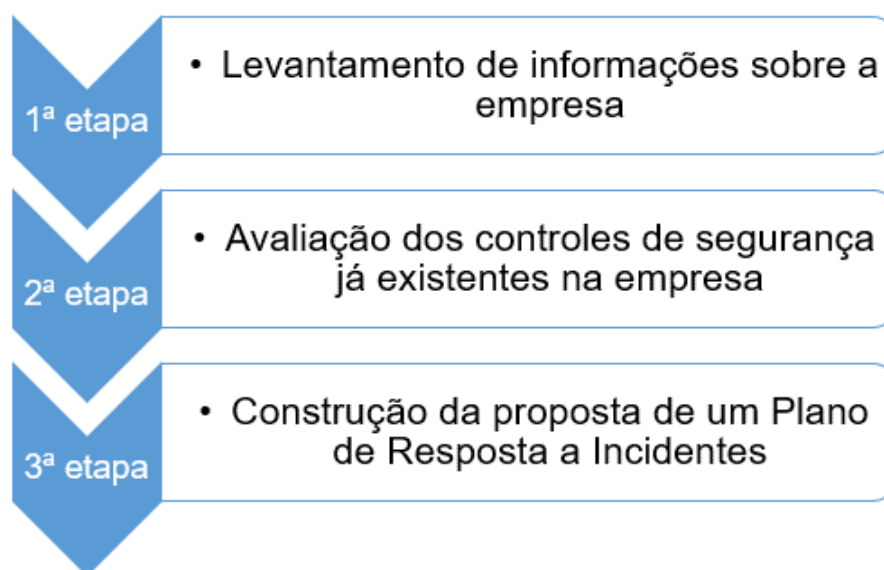 1ª etapa
• Levantamento de informações sobre a
empresa
2ª etapa
• Avaliação dos controles de segurança
já existentes na empresa
3ª etapa
• Construção da proposta de um Plano
de Resposta a Incidentes